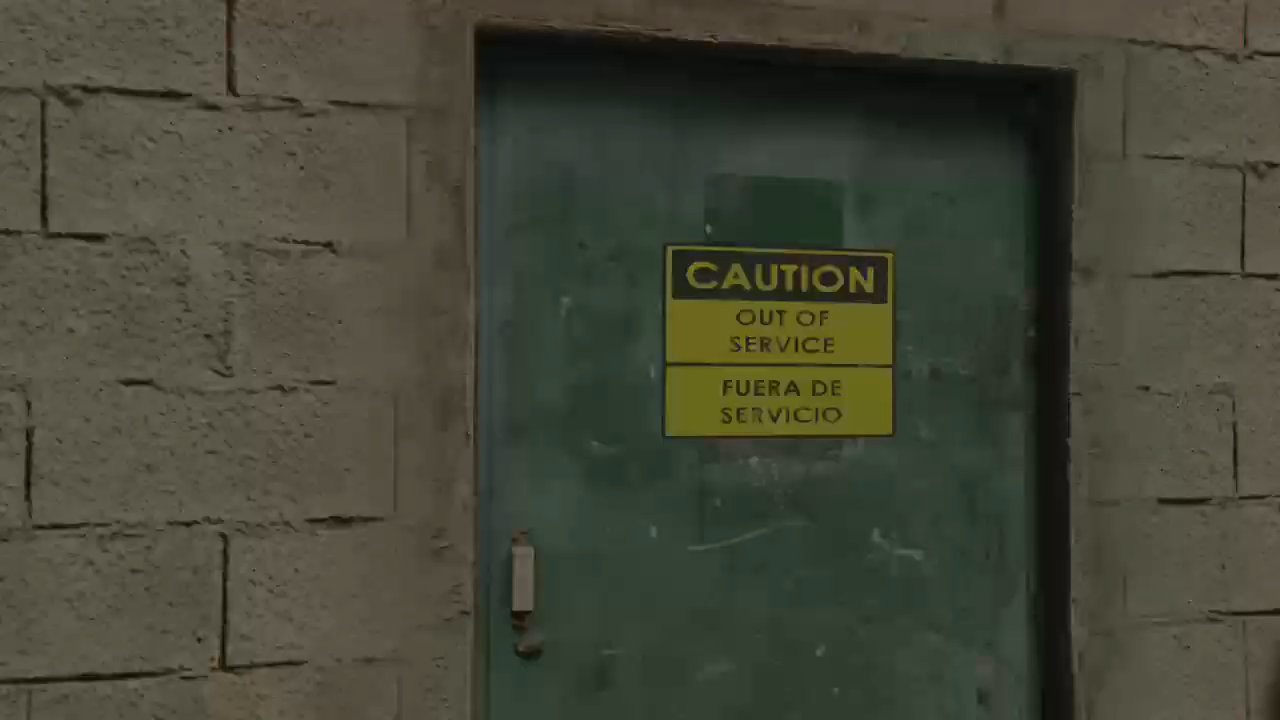 CAUTION
OUT OF
SERVICE
FUERA DE
SERVICIO